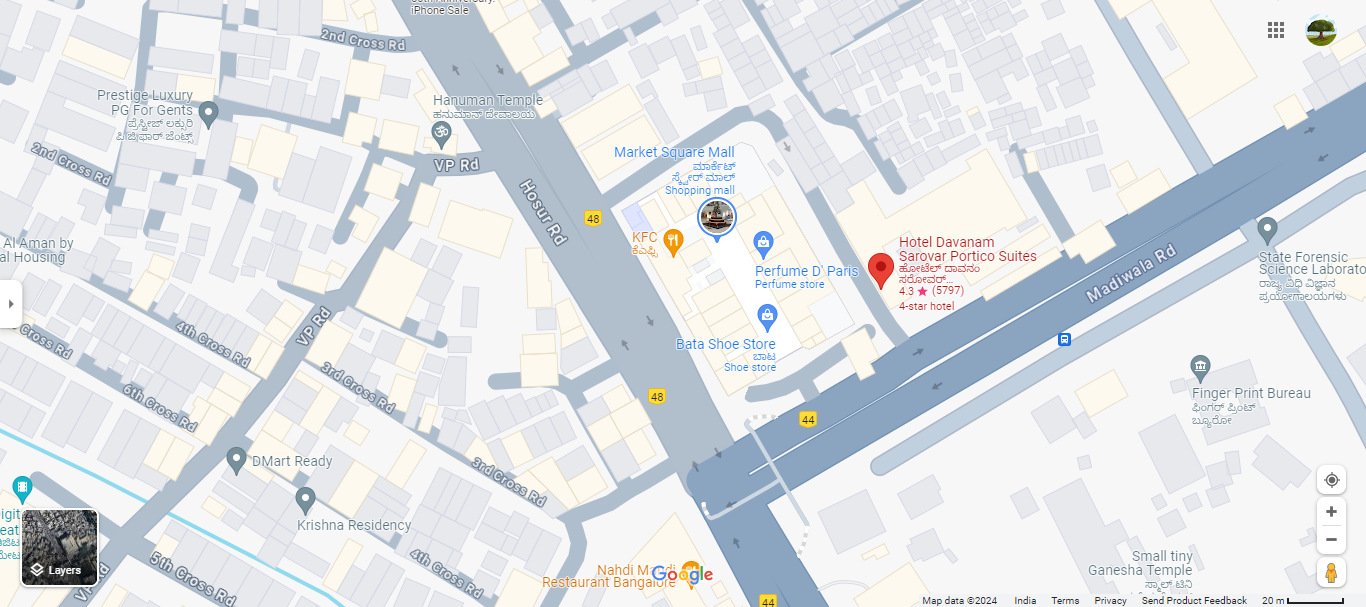 iPhone Sale
2nd Cross Rd
Prestige Luxury
PG For Gents
ಪ್ರೆಸ್ಟೀಜ್ ಲಕ್ಸುರಿ
ಪಿ ಜಿ ಫಾರ್ ಜೆಂಟ್ಸ್
Hanuman Temple
ಹನುಮಾನ್ ದೇವಾಲಯ
VP Rd
2nd Cross Rd
Hosur Rd
48
Market Square Mall
ಮಾರ್ಕೆಟ್
ಸ್ಕ್ವೇರ್ ಮಾಲ್
Shopping mall
KFC
ಕೆಎಫ್ಸಿ
Perfume D' Paris
Perfume store
Hotel Davanam
Sarovar Portico Suites
ಹೋಟೆಲ್ ದಾವನಂ
ಸರೋವರ್...
4.3 ★ (5797)
4-star hotel
Madiwala Rd
State Forensic
Science Laborato
ರಾಜ್ಯ ವಿಧಿ ವಿಜ್ಞಾನ
ಪ್ರಯೋಗಾಲಯಗಳು
Al Aman by
al Housing
VP Rd
4th Cross Rd
Cross Rd
3rd Cross Rd
6th Cross Rd
Bata Shoe Store
ಬಾಟ
Shoe store
48
44
Finger Print Bureau
ಫಿಂಗರ್ ಪ್ರಿಂಟ್
ಬ್ಯೂರೋ
DMart Ready
3rd Cross Rd
Krishna Residency
4th Cross Rd
5th Cross Rd
Layers
Nahdi Mandi
Restaurant Bangalore
Google
44
Small tiny
Ganesha Temple
ಸ್ಮಾಲ್ ಟಿನಿ
Map data ©2024
India
Terms
Privacy
Send Product Feedback
20 m